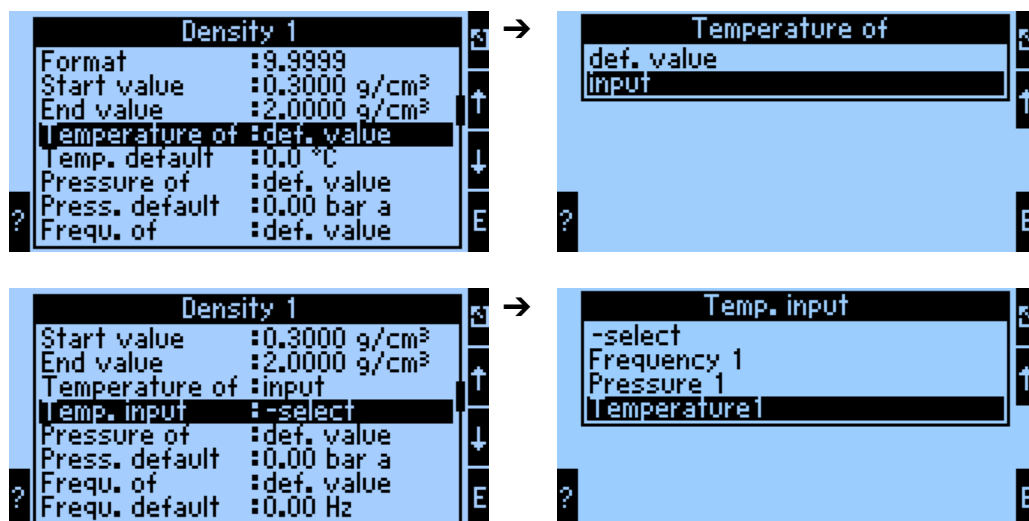 Density 1
Format :9.9999
Start value :0.3000 g/cm³
End value :2.0000 g/cm³
Temperature of :def. value
Temp. default :0.0 °C
Pressure of :def. value
Press. default :0.00 bar a
Frequ. of :def. value
?
↑
↓
E
➔
Temperature of
def. value
input
?
↑
E
Density 1
Start value :0.3000 g/cm³
End value :2.0000 g/cm³
Temperature of :input
Temp. input :-select
Pressure of :def. value
Press. default :0.00 bar a
Frequ. of :def. value
Frequ. default :0.00 Hz
?
↑
↓
E
➔
Temp. input
-select
Frequency 1
Pressure 1
Temperature1
?
↑
E